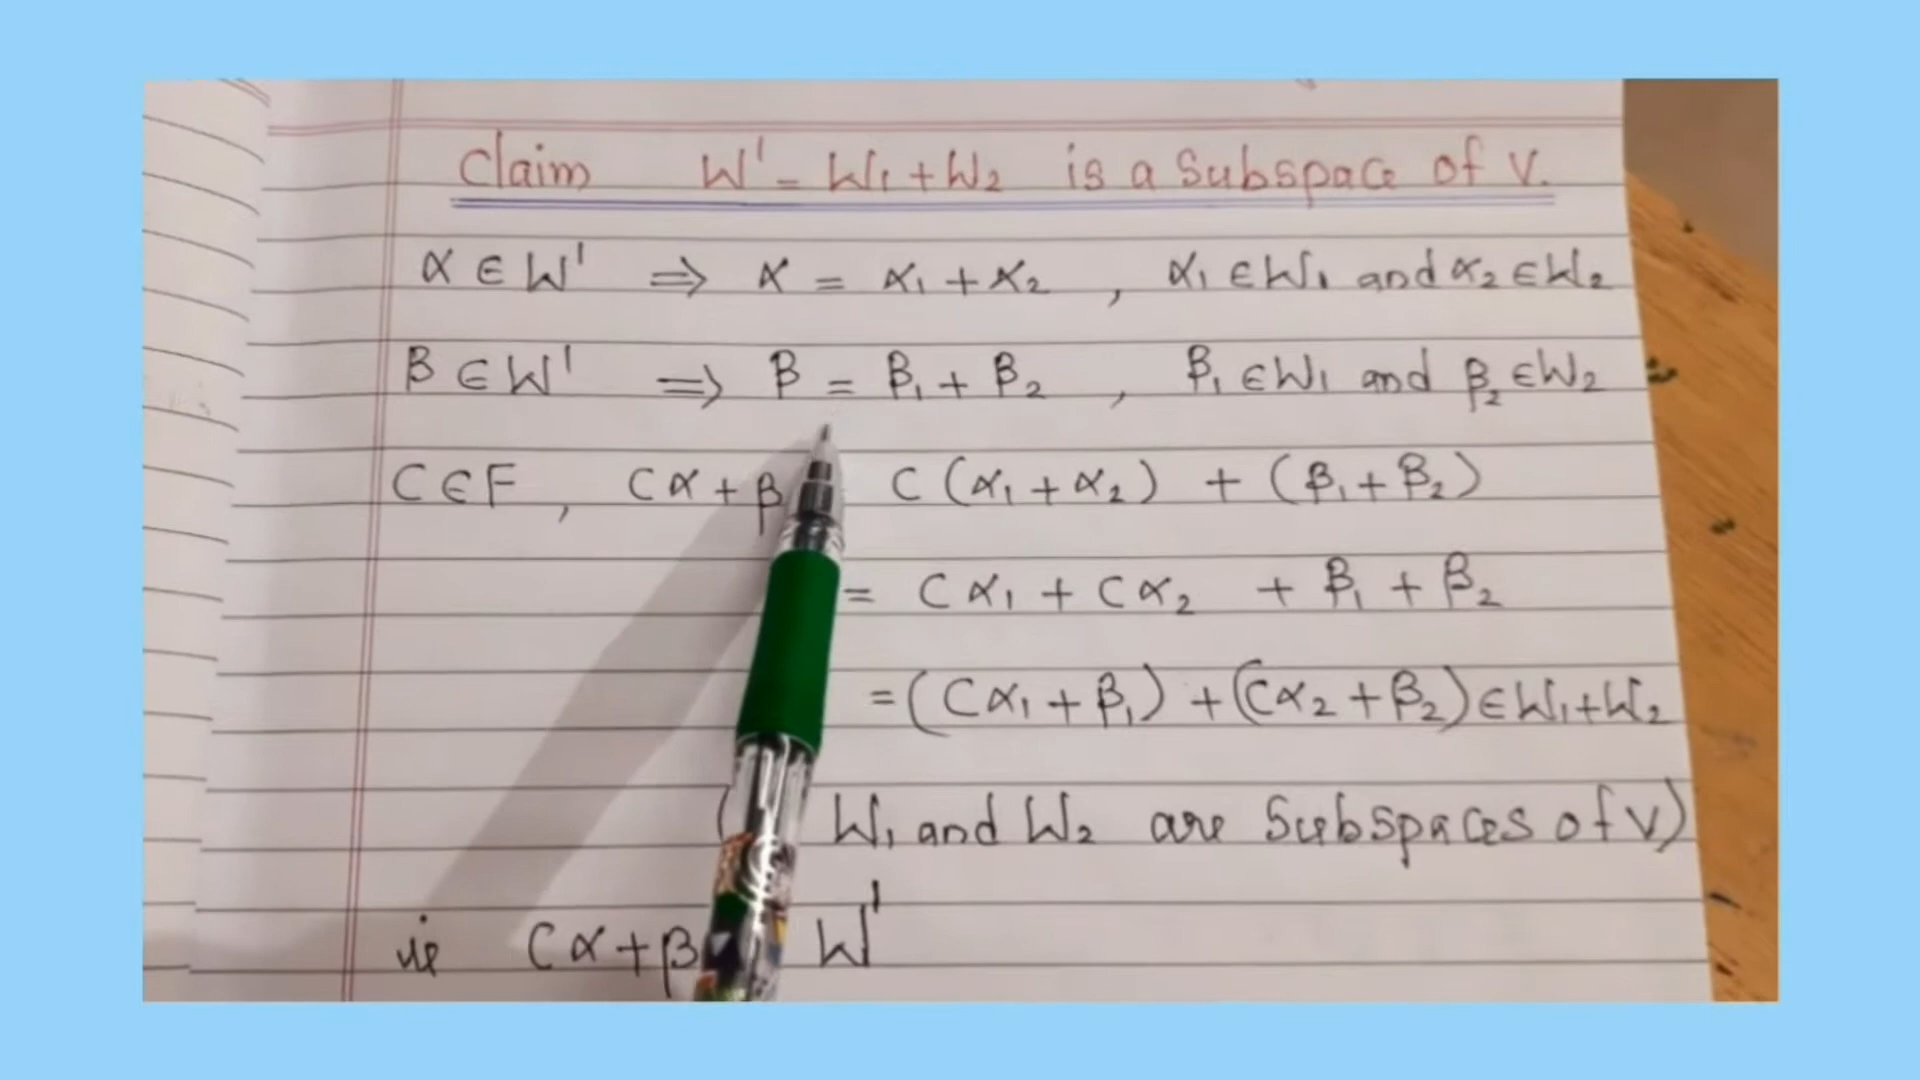 Claim W' = W₁ + W₂ is a Subspace of V.
α ∈ W' ⇒ α = α₁ + α₂ , α₁ ∈ W₁ and α₂ ∈ W₂
β ∈ W' ⇒ β = β₁ + β₂ , β₁ ∈ W₁ and β₂ ∈ W₂
C ∈ F , Cα + β C (α₁ + α₂) + (β₁ + β₂)
= Cα₁ + Cα₂ + β₁ + β₂
= (Cα₁ + β₁) + (Cα₂ + β₂) ∈ W₁ + W₂
( W₁ and W₂ are Subspaces of V)
ie Cα + β W'